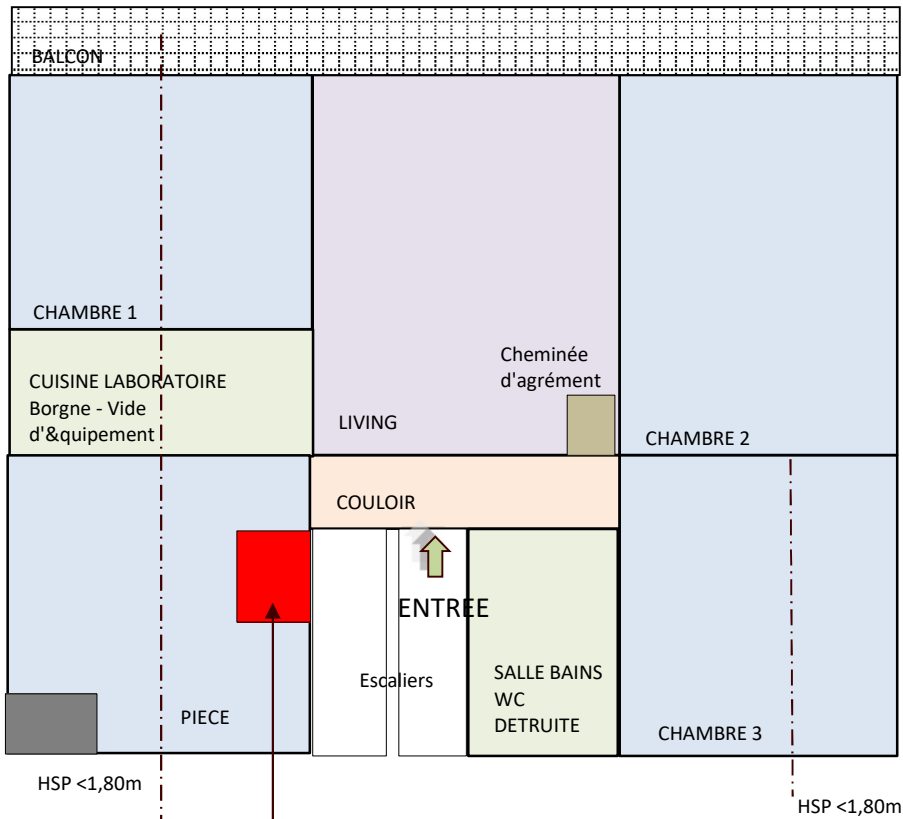 BALCON
CHAMBRE 1
CUISINE LABORATOIRE
Borgne - Vide
d'&quipement
Cheminée
d'agrément
LIVING
CHAMBRE 2
COULOIR
ENTREE
Escaliers
SALLE BAINS
WC
DETRUITE
PIECE
CHAMBRE 3
HSP <1,80m
HSP <1,80m